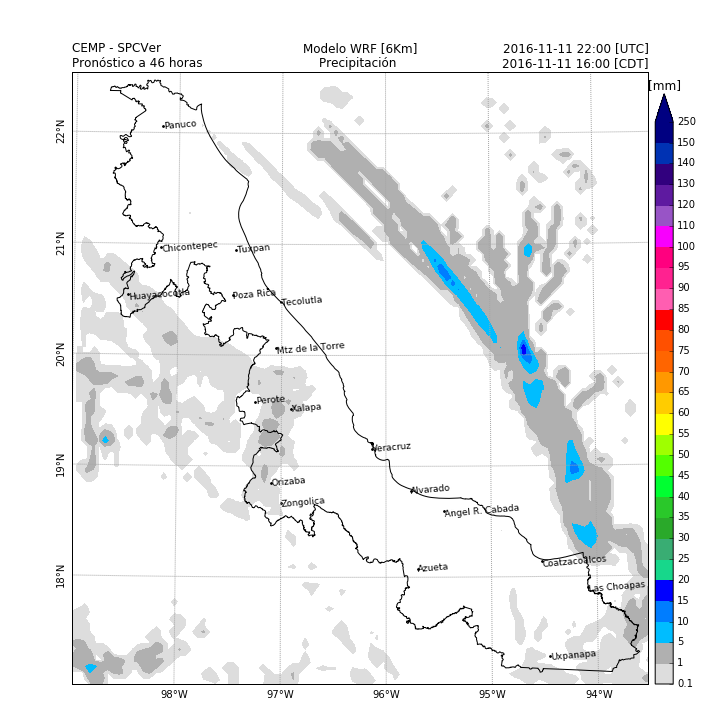 CEMP - SPCVer
Modelo WRF [6Km]
2016-11-11 22:00 [UTC]
Pronóstico a 46 horas
Precipitación
2016-11-11 16:00 [CDT]
[mm]
250
150
140
130
120
110
100
95
90
85
80
75
70
65
60
55
50
45
40
35
30
25
20
15
10
5
1
0.1
22°N
21°N
20°N
19°N
18°N
98°W
97°W
96°W
95°W
94°W
Panuco
Chicontepec
Tuxpan
Huayacocotla
Poza Rica
Tecolutla
Mtz de la Torre
Perote
Xalapa
Veracruz
Orizaba
Zongolica
Alvarado
Angel R. Cabada
Azueta
Coatzacoalcos
Las Choapas
Uxpanapa